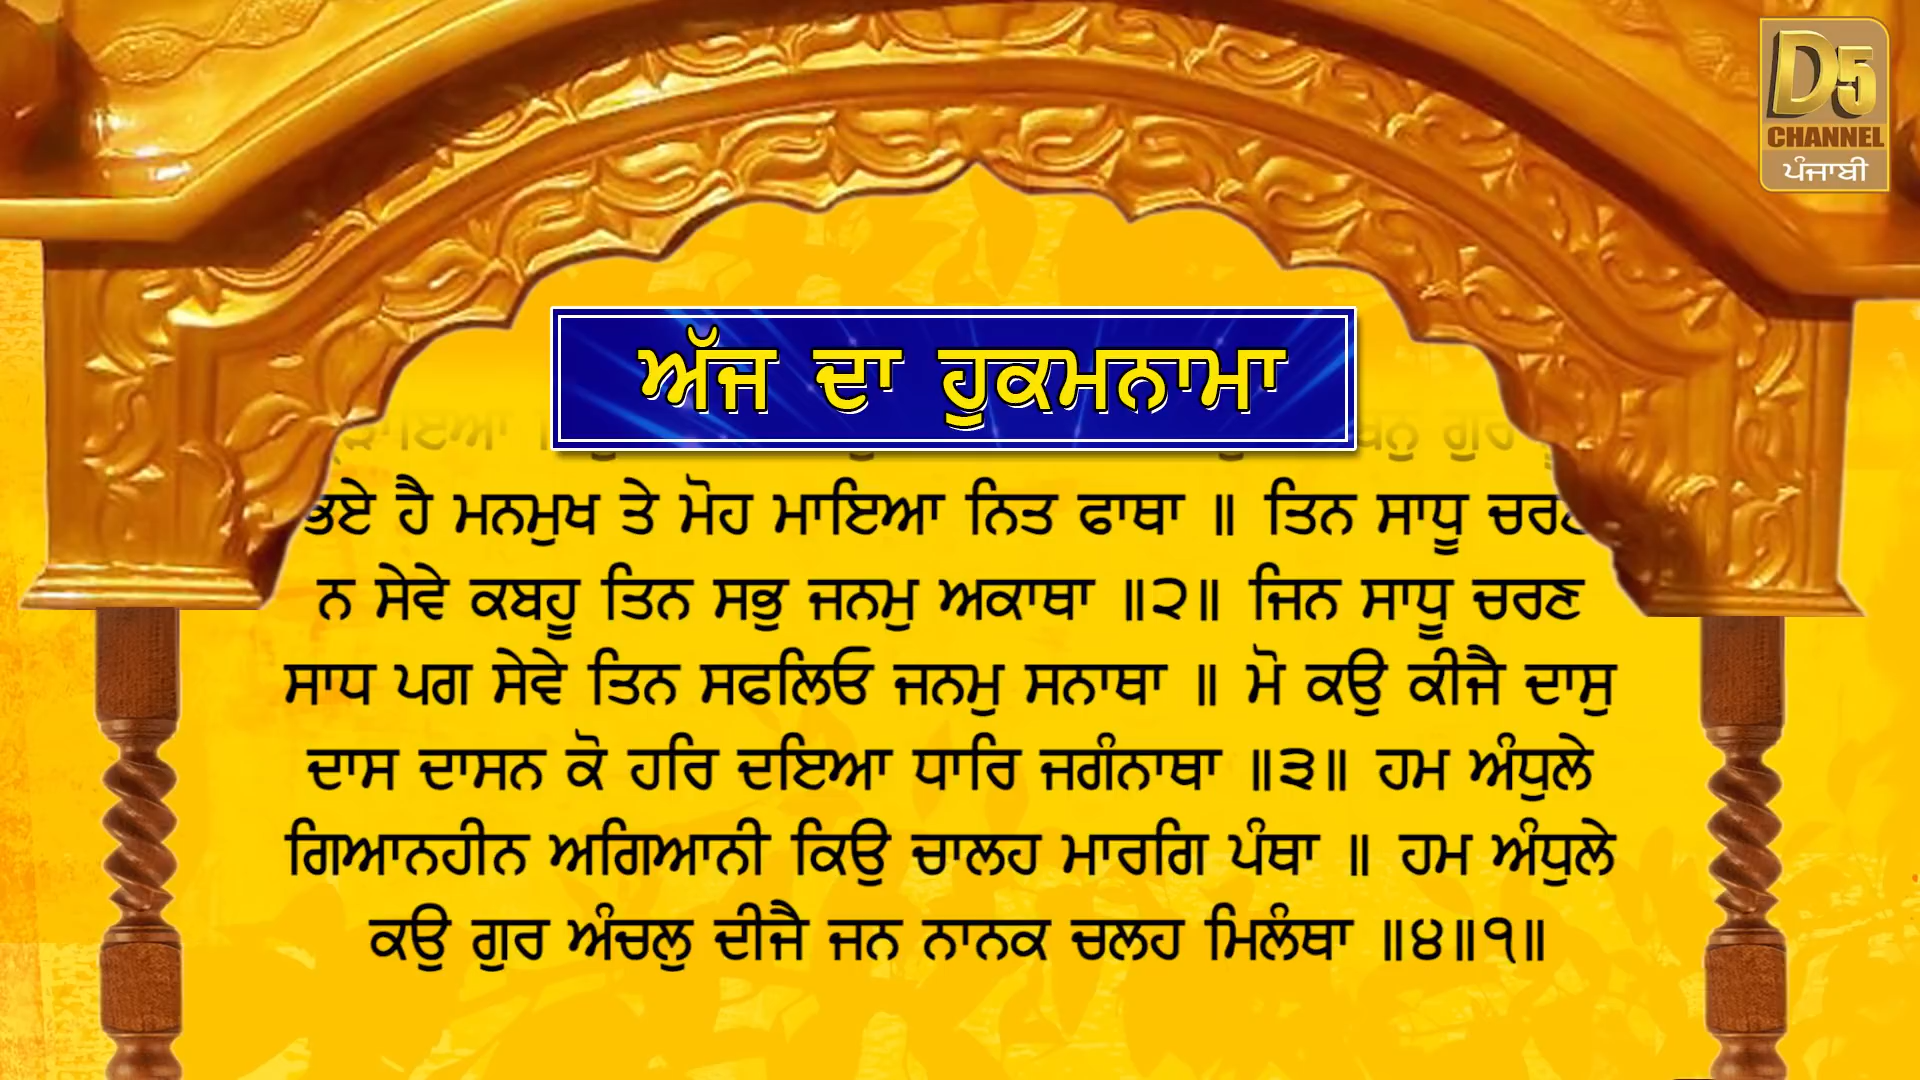 D5
CHANNEL
ਪੰਜਾਬੀ
ਅੱਜ ਦਾ ਹੁਕਮਨਾਮਾ
ਭਏ ਹੈ ਮਨਮੁਖ ਤੇ ਮੋਹ ਮਾਇਆ ਨਿਤ ਫਾਥਾ ॥ ਤਿਨ ਸਾਧੂ ਚਰਣ
ਨ ਸੇਵੇ ਕਬਹੂ ਤਿਨ ਸਭੁ ਜਨਮੁ ਅਕਾਥਾ ॥੨॥ ਜਿਨ ਸਾਧੂ ਚਰਣ
ਸਾਧ ਪਗ ਸੇਵੇ ਤਿਨ ਸਫਲਿਓ ਜਨਮੁ ਸਨਾਥਾ ॥ ਮੋ ਕਉ ਕੀਜੈ ਦਾਸੁ
ਦਾਸ ਦਾਸਨ ਕੋ ਹਰਿ ਦਇਆ ਧਾਰਿ ਜਗੰਨਾਥਾ ॥੩॥ ਹਮ ਅੰਧੁਲੇ
ਗਿਆਨਹੀਨ ਅਗਿਆਨੀ ਕਿਉ ਚਾਲਹ ਮਾਰਗਿ ਪੰਥਾ ॥ ਹਮ ਅੰਧੁਲੇ
ਕਉ ਗੁਰ ਅੰਚਲੁ ਦੀਜੈ ਜਨ ਨਾਨਕ ਚਲਹ ਮਿਲੰਥਾ ॥੪॥੧॥